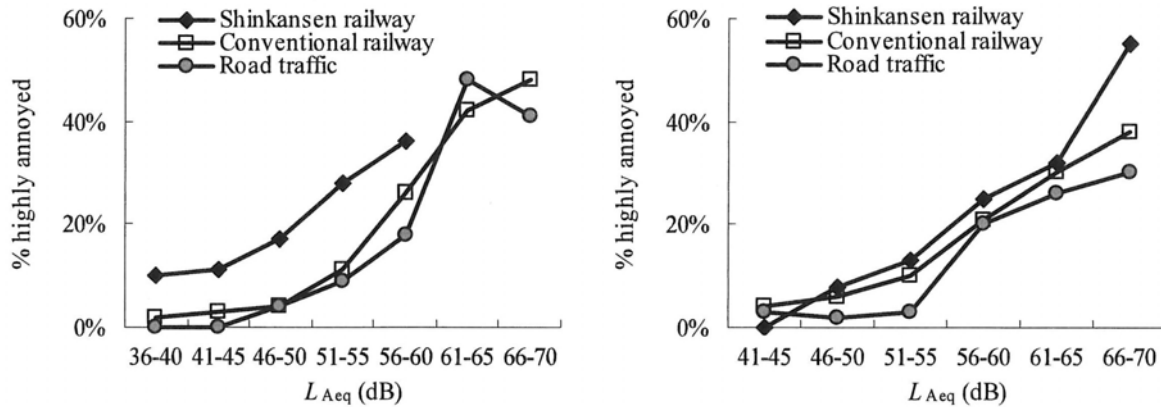 60%
40%
20%
0%
% highly annoyed
Shinkansen railway
Conventional railway
Road traffic
36-40 41-45 46-50 51-55 56-60 61-65 66-70
L Aeq (dB)
60%
40%
20%
0%
% highly annoyed
Shinkansen railway
Conventional railway
Road traffic
41-45 46-50 51-55 56-60 61-65 66-70
L Aeq (dB)